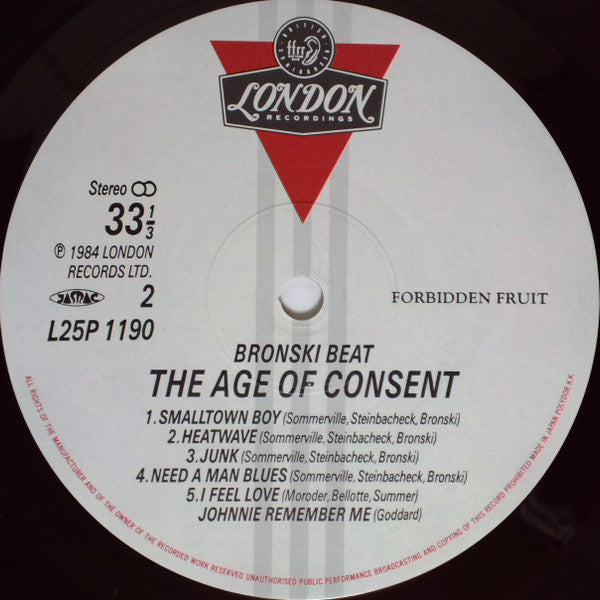 BRITISH RECORDINGS
ffrr
LONDON
RECORDINGS
Stereo
33 1/3
℗ 1984 LONDON
RECORDS LTD.
JASRAC 2
L25P 1190
FORBIDDEN FRUIT
BRONSKI BEAT
THE AGE OF CONSENT
1.SMALLTOWN BOY (Sommerville, Steinbacheck, Bronski)
2.HEATWAVE (Sommerville, Steinbacheck, Bronski)
3.JUNK (Sommerville, Steinbacheck, Bronski)
4.NEED A MAN BLUES (Sommerville, Steinbacheck, Bronski)
5.I FEEL LOVE (Moroder, Bellotte, Summer)
JOHNNIE REMEMBER ME (Goddard)
ALL RIGHTS OF THE MANUFACTURER AND OF THE OWNER OF THE RECORDED WORK RESERVED UNAUTHORISED PUBLIC PERFORMANCE BROADCASTING AND COPYING OF THIS RECORD PROHIBITED MADE IN JAPAN POLYDOR K.K.